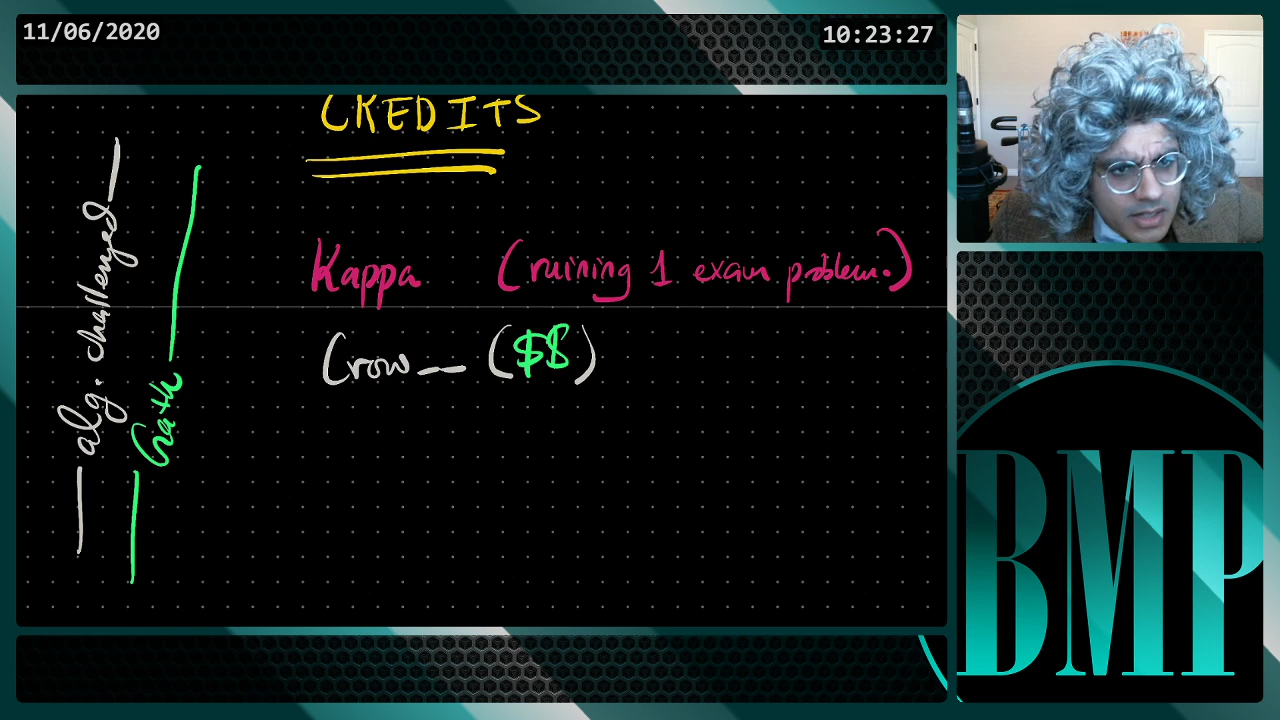 11/06/2020
10:23:27
CREDITS
Kappa (ruining 1 exam problem.)
Crow__ ($$)
alg. challenged
Gath
BMP